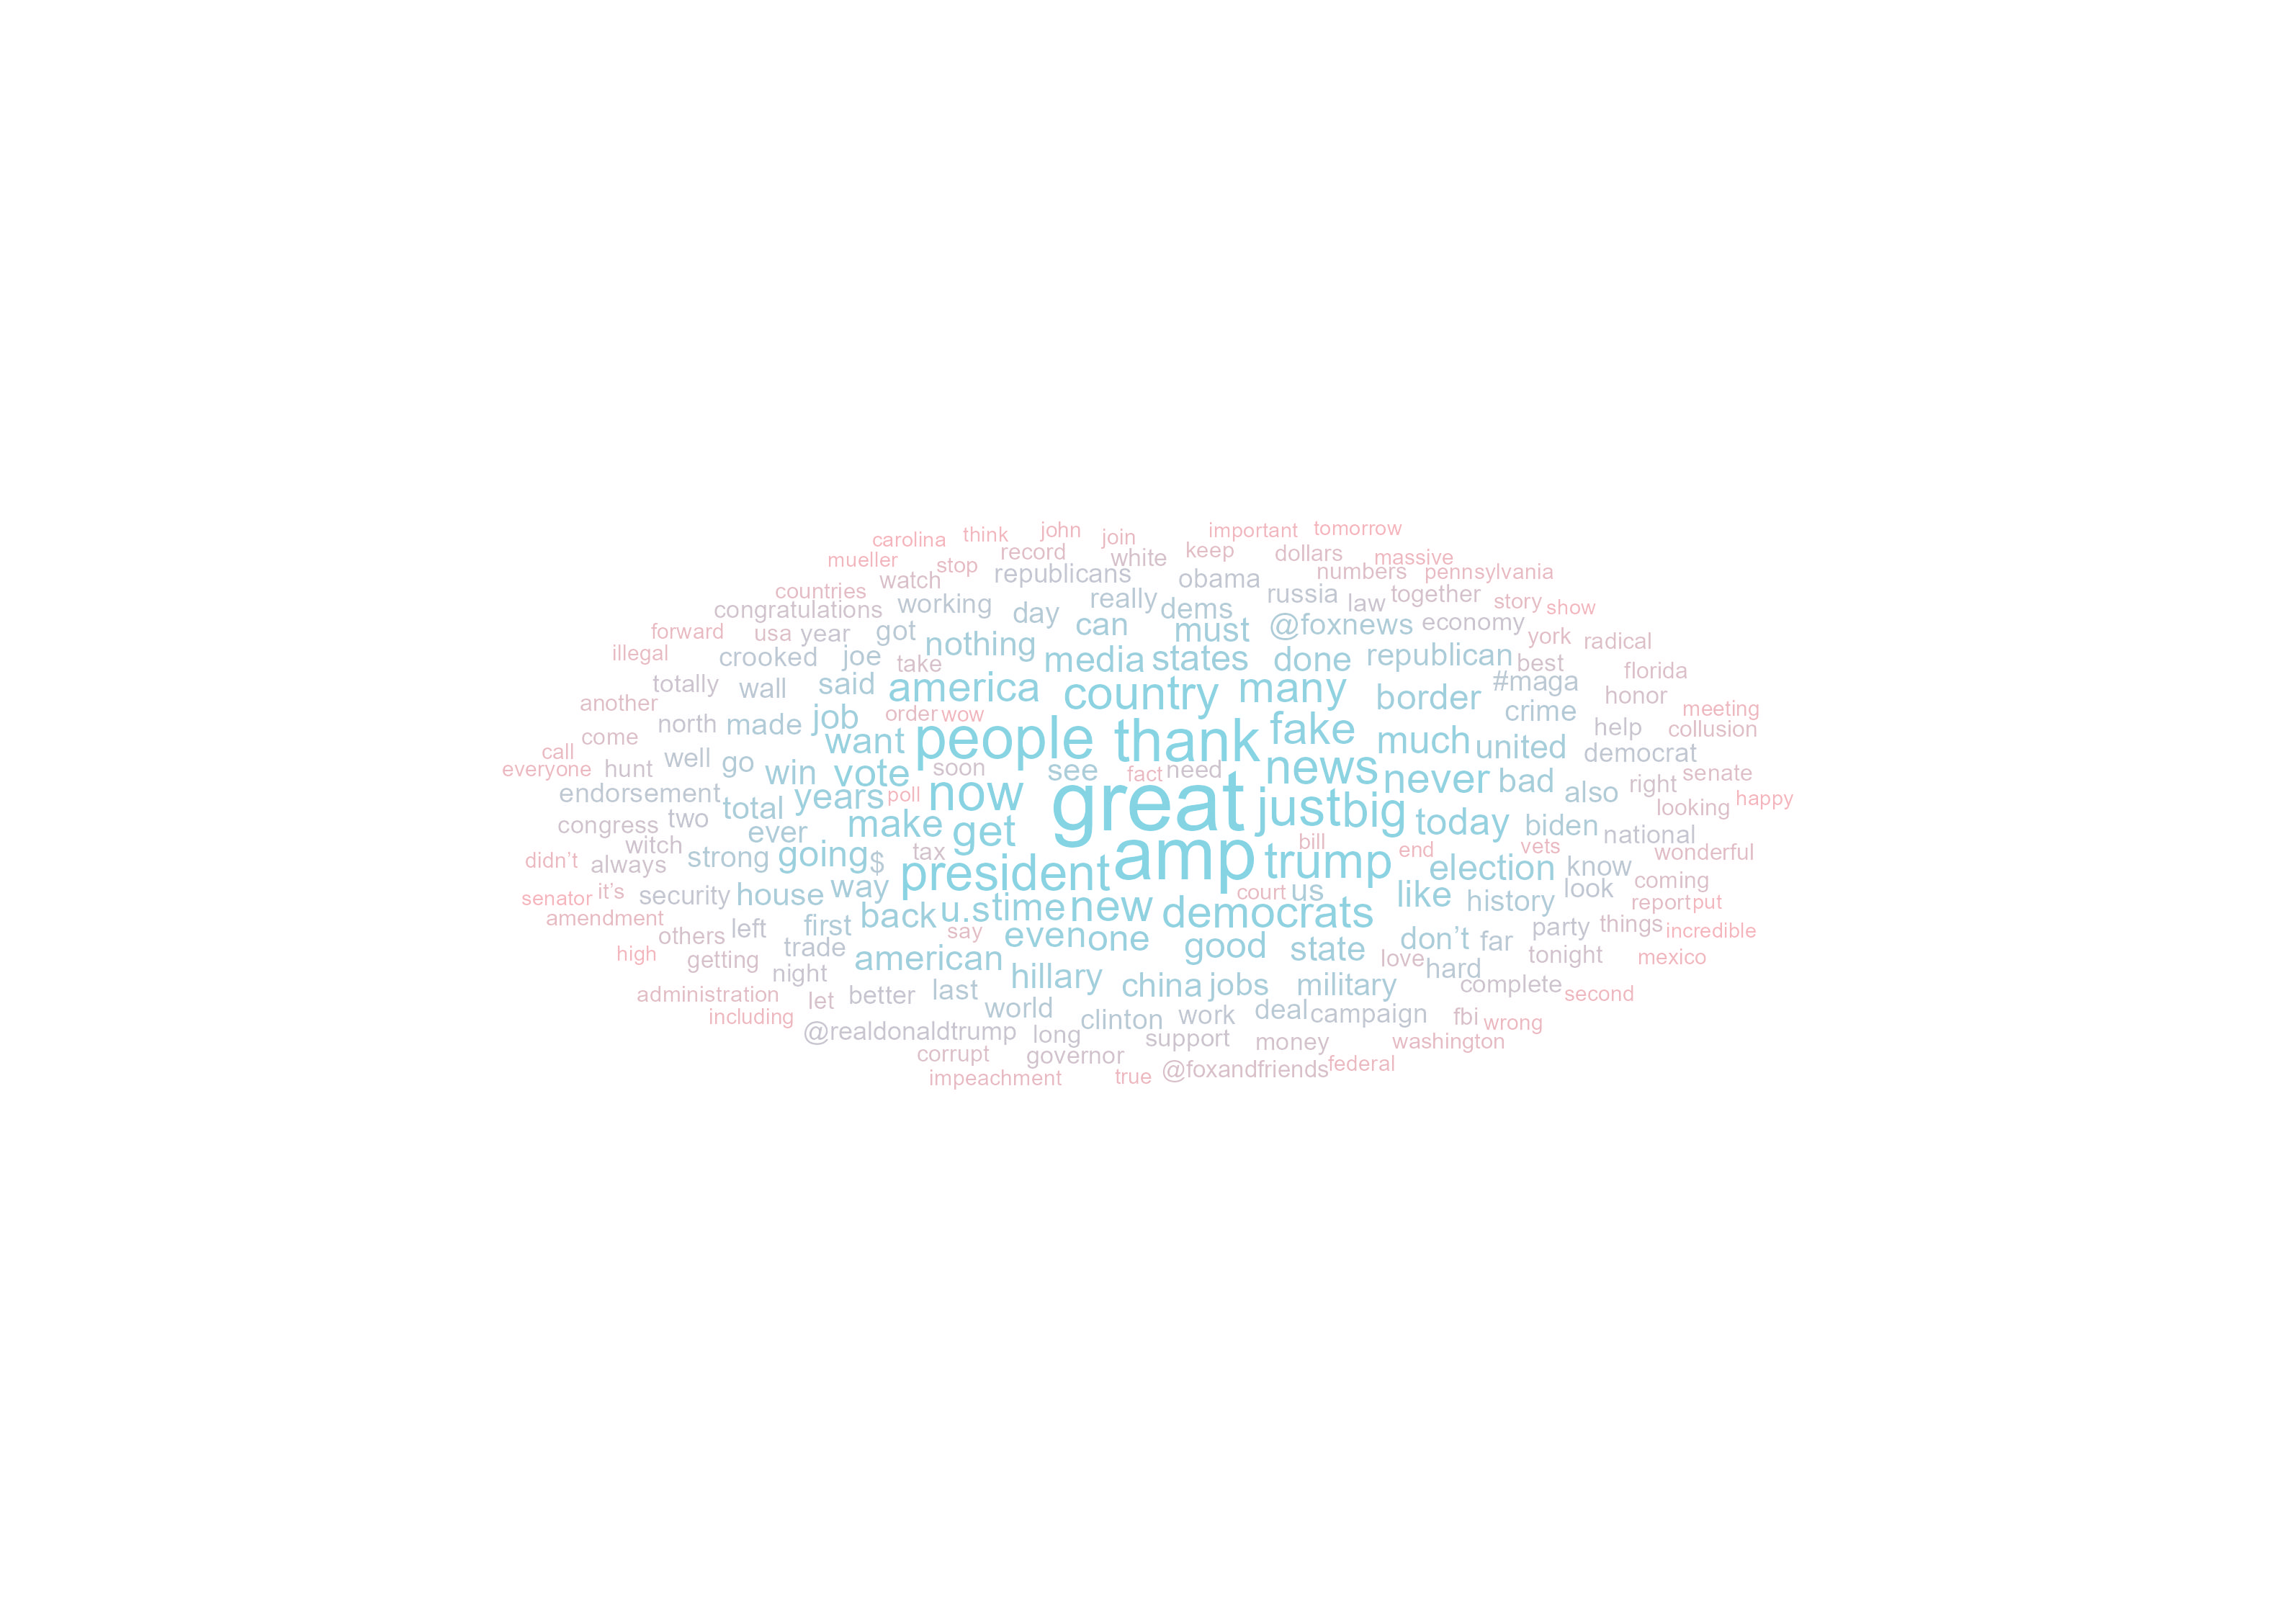 carolina think john join important tomorrow
mueller stop record white keep dollars massive
countries watch republicans obama numbers pennsylvania
congratulations working day really dems russia law together story show
forward usa year got nothing can must @foxnews economy york radical
illegal crooked joe take media states done republican best florida
another totally wall said america country many border #maga honor meeting
come north made job order wow people thank fake much crime help collusion
call want united democrat
everyone hunt well go win vote soon see fact need news never bad also right senate
endorsement total years poll now great just big today looking happy
congress two ever make get biden national
witch tax bill vets wonderful
didn’t always strong going $ president amp trump end election know
senator it’s security house way court us like history look coming
amendment back u.s time new democrats report put
others left first say even one good state don’t far party things incredible
high getting trade american love tonight mexico
night hillary hard
administration let better last china jobs military complete second
including world clinton work deal campaign fbi wrong
@realdonaldtrump long support money washington
corrupt governor @foxandfriends federal
impeachment true